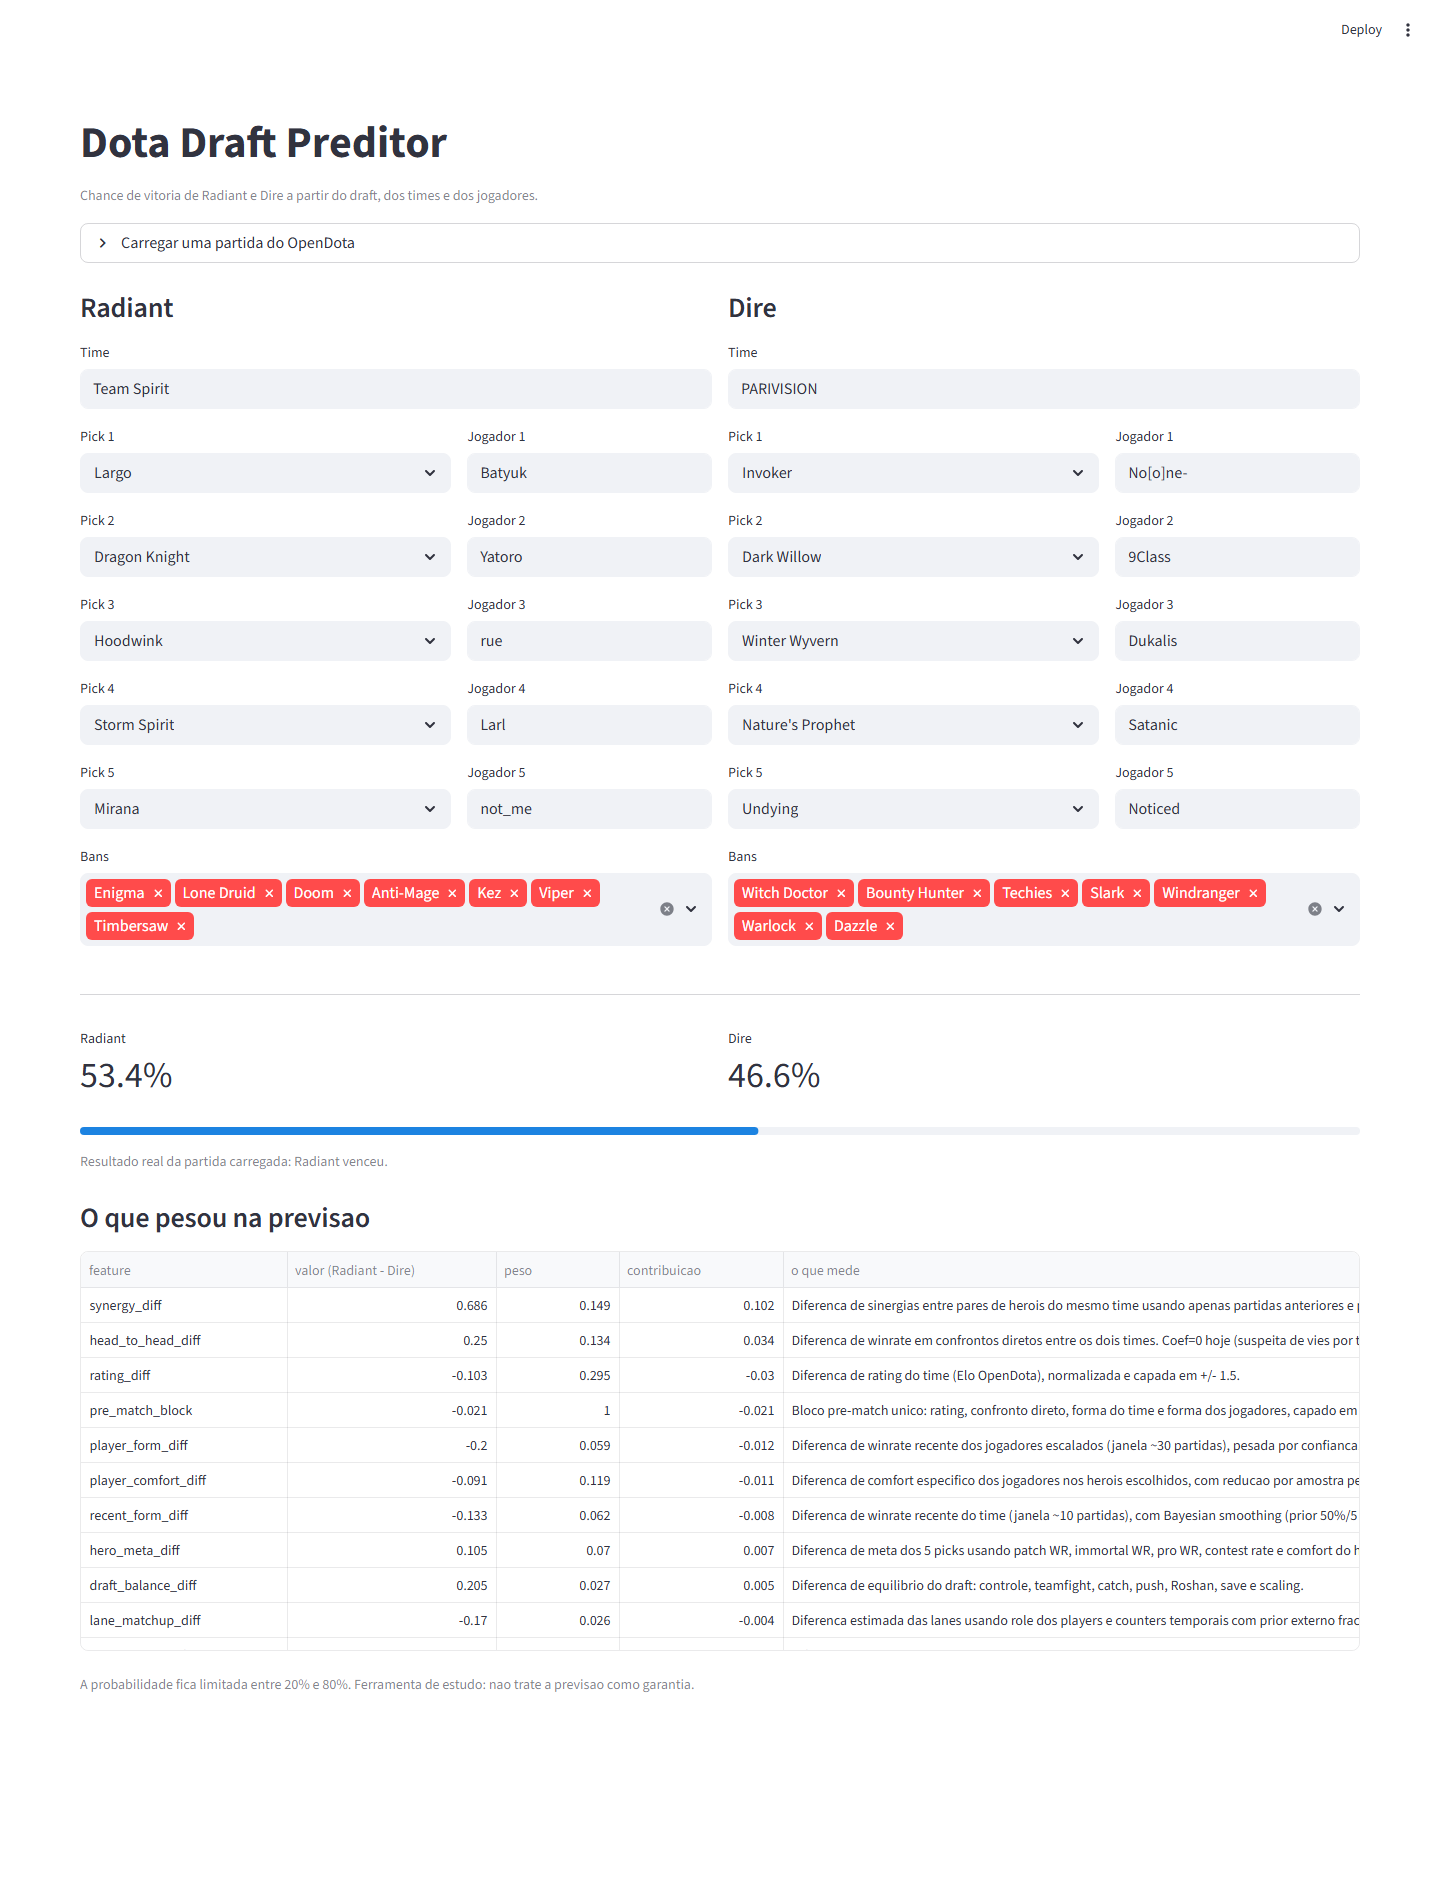 Deploy
Dota Draft Preditor
Chance de vitoria de Radiant e Dire a partir do draft, dos times e dos jogadores.
Carregar uma partida do OpenDota
Radiant
Time
Team Spirit
Pick 1 Jogador 1
Largo Batyuk
Pick 2 Jogador 2
Dragon Knight Yatoro
Pick 3 Jogador 3
Hoodwink rue
Pick 4 Jogador 4
Storm Spirit Larl
Pick 5 Jogador 5
Mirana not_me
Bans
Enigma Lone Druid Doom Anti-Mage Kez Viper
Timbersaw
Dire
Time
PARIVISION
Pick 1 Jogador 1
Invoker No[o]ne-
Pick 2 Jogador 2
Dark Willow 9Class
Pick 3 Jogador 3
Winter Wyvern Dukalis
Pick 4 Jogador 4
Nature's Prophet Satanic
Pick 5 Jogador 5
Undying Noticed
Bans
Witch Doctor Bounty Hunter Techies Slark Windranger
Warlock Dazzle
Radiant Dire
53.4% 46.6%
Resultado real da partida carregada: Radiant venceu.
O que pesou na previsao
feature valor (Radiant - Dire) peso contribuicao o que mede
synergy_diff 0.686 0.149 0.102 Diferenca de sinergias entre pares de herois do mesmo time usando apenas partidas anteriores e
head_to_head_diff 0.25 0.134 0.034 Diferenca de winrate em confrontos diretos entre os dois times. Coef=0 hoje (suspeita de vies por
rating_diff -0.103 0.295 -0.03 Diferenca de rating do time (Elo OpenDota), normalizada e capada em +/- 1.5.
pre_match_block -0.021 1 -0.021 Bloco pre-match unico: rating, confronto direto, forma do time e forma dos jogadores, capado em
player_form_diff -0.2 0.059 -0.012 Diferenca de winrate recente dos jogadores escalados (janela ~30 partidas), pesada por confianca
player_comfort_diff -0.091 0.119 -0.011 Diferenca de comfort especifico dos jogadores nos herois escolhidos, com reducao por amostra pe
recent_form_diff -0.133 0.062 -0.008 Diferenca de winrate recente do time (janela ~10 partidas), com Bayesian smoothing (prior 50%/5
hero_meta_diff 0.105 0.07 0.007 Diferenca de meta dos 5 picks usando patch WR, immortal WR, pro WR, contest rate e comfort do h
draft_balance_diff 0.205 0.027 0.005 Diferenca de equilibrio do draft: controle, teamfight, catch, push, Roshan, save e scaling.
lane_matchup_diff -0.17 0.026 -0.004 Diferenca estimada das lanes usando role dos players e counters temporais com prior externo frac
A probabilidade fica limitada entre 20% e 80%. Ferramenta de estudo: nao trate a previsao como garantia.